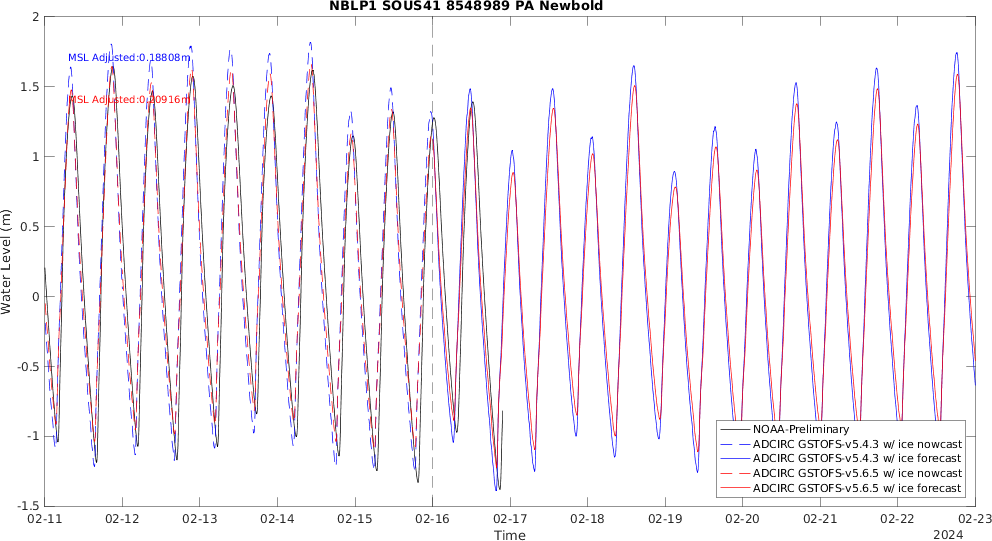 NBLP1 SOUS41 8548989 PA Newbold
2
1.5
1
0.5
0
-0.5
-1
-1.5
Water Level (m)
MSL Adjusted:0.18808m
MSL Adjusted:0.20916m
NOAA-Preliminary
ADCIRC GSTOFS-v5.4.3 w/ ice nowcast
ADCIRC GSTOFS-v5.4.3 w/ ice forecast
ADCIRC GSTOFS-v5.6.5 w/ ice nowcast
ADCIRC GSTOFS-v5.6.5 w/ ice forecast
02-11 02-12 02-13 02-14 02-15 02-16 02-17 02-18 02-19 02-20 02-21 02-22 02-23
Time
2024